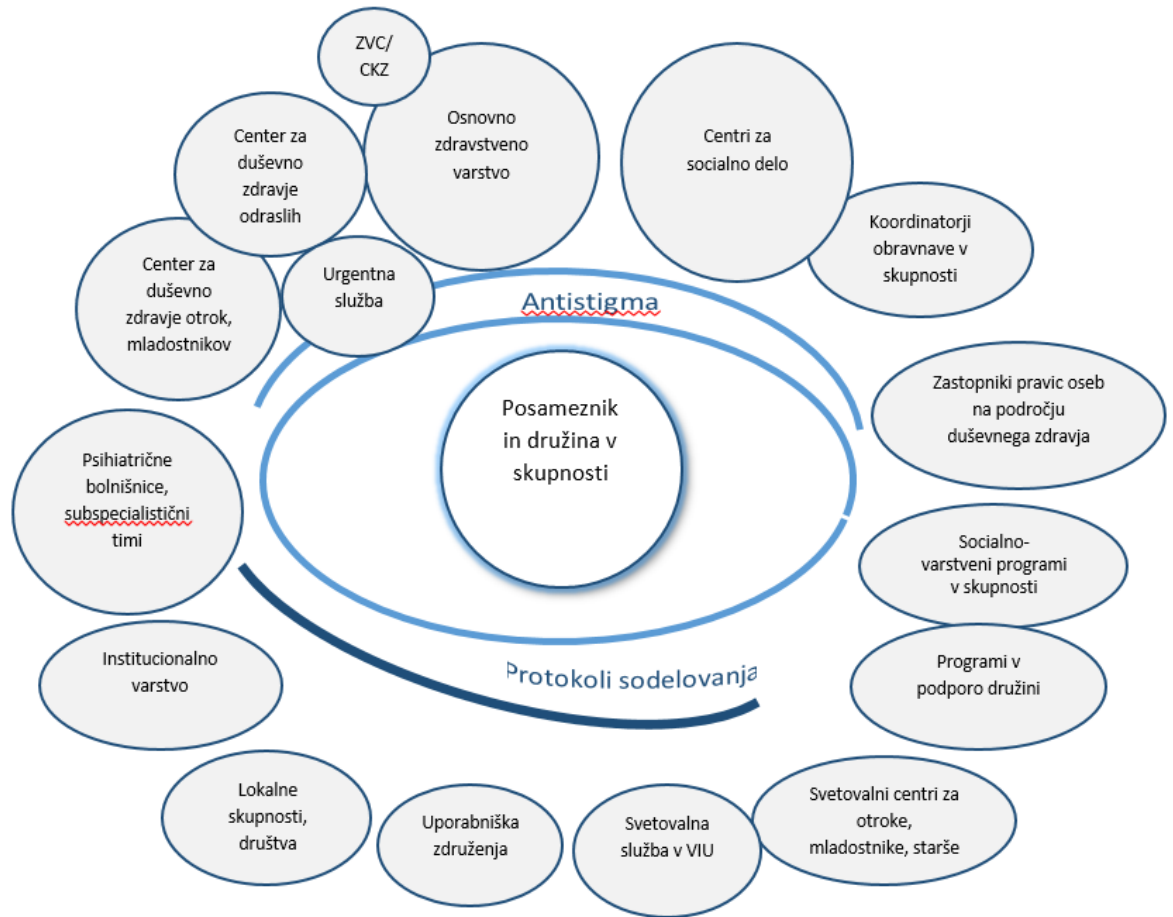 ZVC/
CKZ
Osnovno
zdravstveno
varstvo
Centri za
socialno delo
Center za
duševno
zdravje
odraslih
Koordinatorji
obravnave v
skupnosti
Center za
duševno
zdravje otrok,
mladostnikov
Urgentna
služba
Antistigma
Zastopniki pravic oseb
na področju
duševnega zdravja
Posameznik
in družina v
skupnosti
Psihiatrične
bolnišnice,
subspecialistični
timi
Socialno-
varstveni programi
v skupnosti
Institucionalno
varstvo
Protokoli sodelovanja
Programi v
podporo družini
Lokalne
skupnosti,
društva
Uporabniška
združenja
Svetovalna
služba v VIU
Svetovalni centri za
otroke,
mladostnike, starše